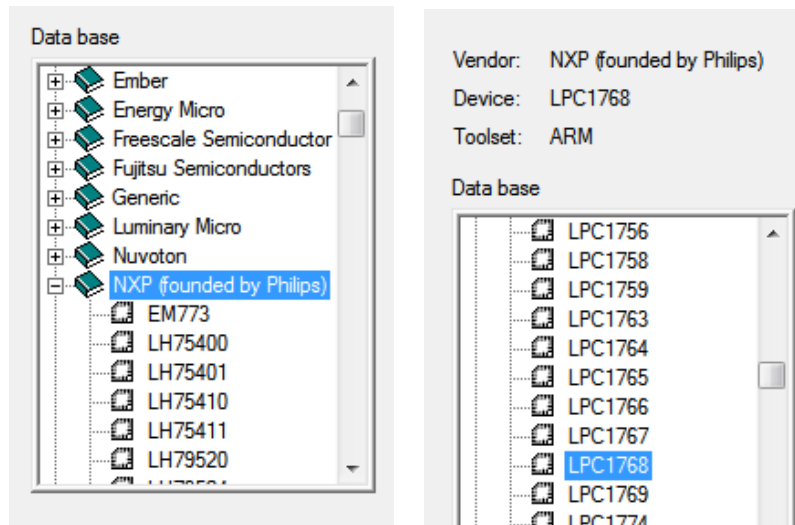 Data base
Ember
Energy Micro
Freescale Semiconductor
Fujitsu Semiconductors
Generic
Luminary Micro
Nuvoton
NXP (founded by Philips)
EM773
LH75400
LH75401
LH75410
LH75411
LH79520
Vendor: NXP (founded by Philips)
Device: LPC1768
Toolset: ARM
Data base
LPC1756
LPC1758
LPC1759
LPC1763
LPC1764
LPC1765
LPC1766
LPC1767
LPC1768
LPC1769
LPC1774